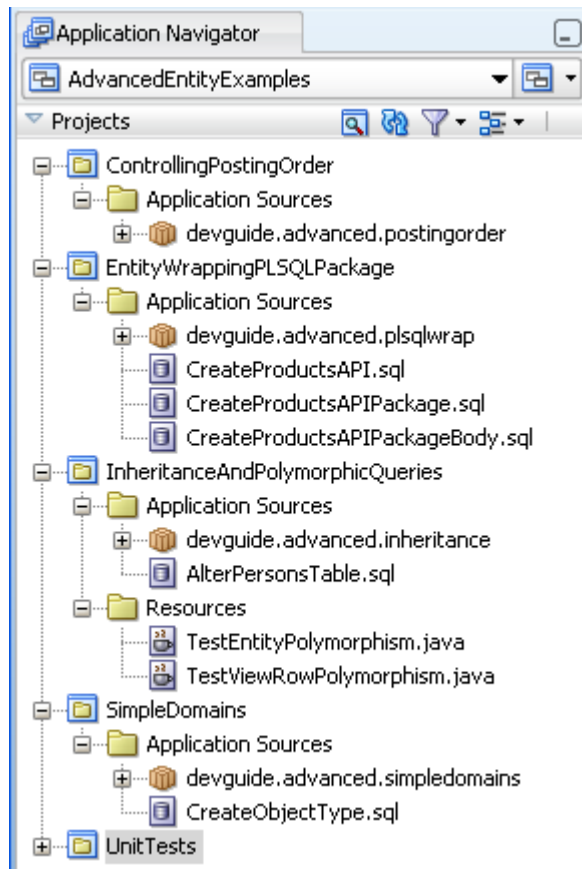 Application Navigator
AdvancedEntityExamples
Projects
ControllingPostingOrder
Application Sources
devguide.advanced.postingorder
EntityWrappingPLSQLPackage
Application Sources
devguide.advanced.plsqlwrap
CreateProductsAPI.sql
CreateProductsAPIPackage.sql
CreateProductsAPIPackageBody.sql
InheritanceAndPolymorphicQueries
Application Sources
devguide.advanced.inheritance
AlterPersonsTable.sql
Resources
TestEntityPolymorphism.java
TestViewRowPolymorphism.java
SimpleDomains
Application Sources
devguide.advanced.simpledomains
CreateObjectType.sql
UnitTests